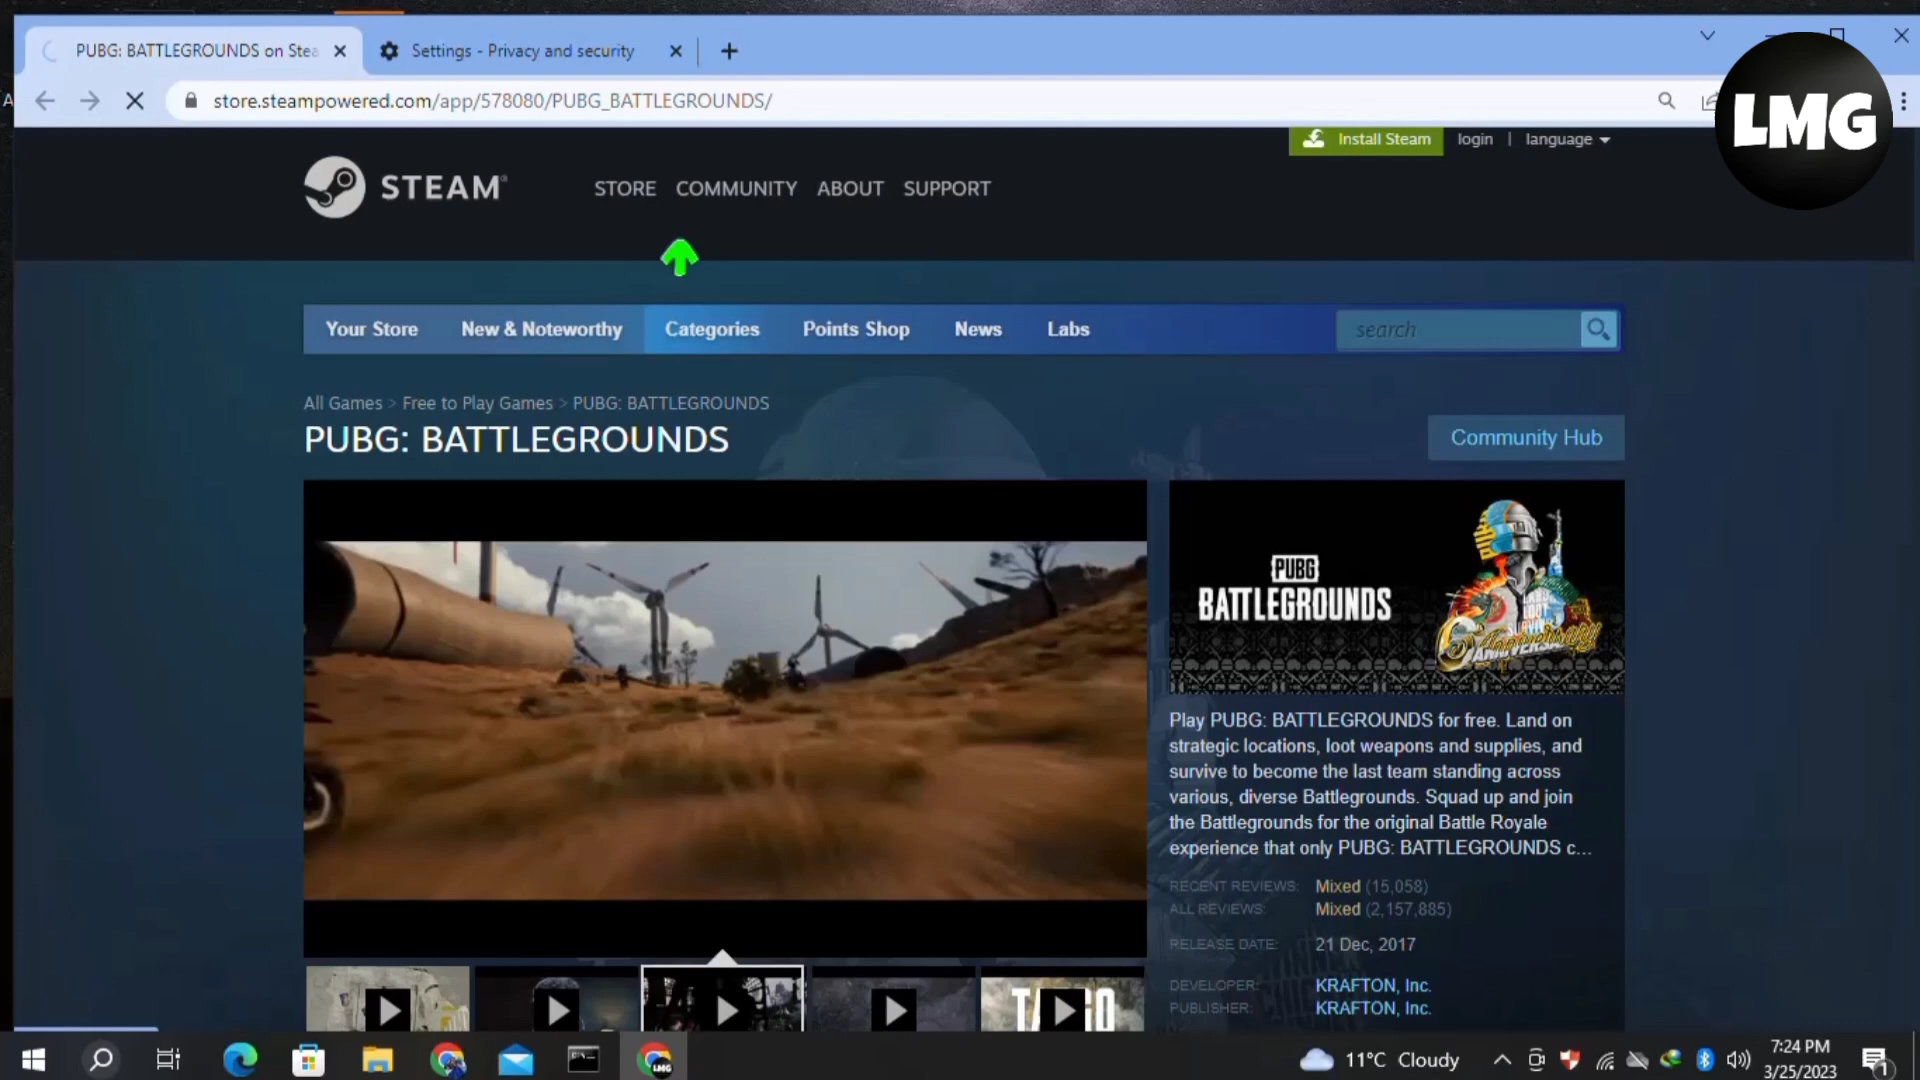 PUBG: BATTLEGROUNDS on Stea
Settings - Privacy and security
store.steampowered.com/app/578080/PUBG_BATTLEGROUNDS/
LMG
Install Steam
login | language
STEAM®
STORE COMMUNITY ABOUT SUPPORT
Your Store New & Noteworthy Categories Points Shop News Labs
search
All Games > Free to Play Games > PUBG: BATTLEGROUNDS
PUBG: BATTLEGROUNDS
Community Hub
PUBG
BATTLEGROUNDS
6 Anniversary
Play PUBG: BATTLEGROUNDS for free. Land on
strategic locations, loot weapons and supplies, and
survive to become the last team standing across
various, diverse Battlegrounds. Squad up and join
the Battlegrounds for the original Battle Royale
experience that only PUBG: BATTLEGROUNDS c...
RECENT REVIEWS: Mixed (15,058)
ALL REVIEWS: Mixed (2,157,885)
RELEASE DATE: 21 Dec, 2017
DEVELOPER: KRAFTON, Inc.
PUBLISHER: KRAFTON, Inc.
LMG
11°C Cloudy
7:24 PM
3/25/2023
1